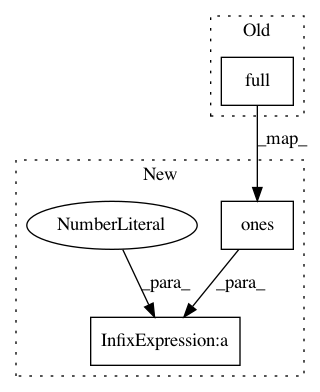 Old
full
_map_
New
NumberLiteral
ones
_para_
_para_
InfixExpression:a